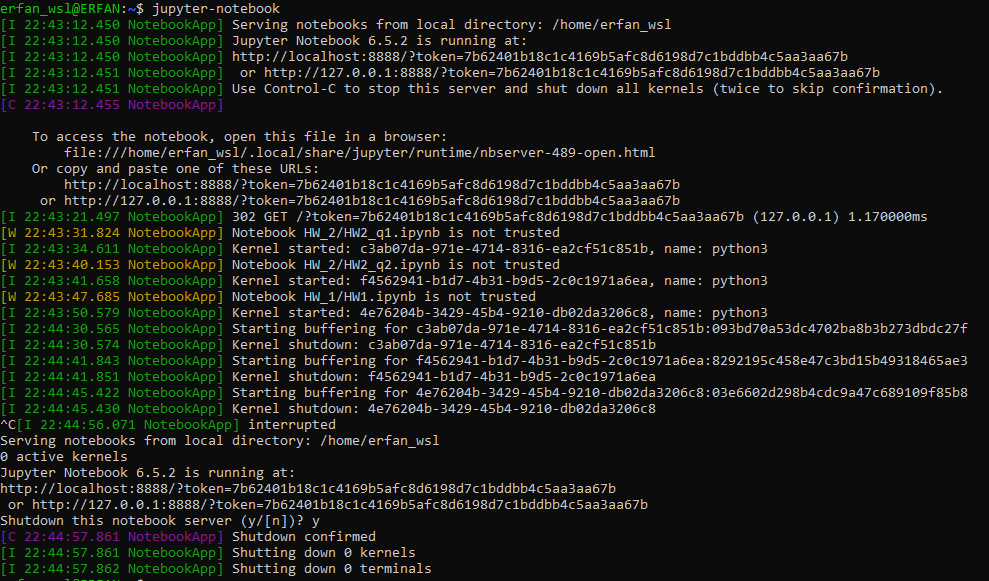 erfan_wsl@ERFAN:~$ jupyter-notebook
[I 22:43:12.450 NotebookApp] Serving notebooks from local directory: /home/erfan_wsl
[I 22:43:12.450 NotebookApp] Jupyter Notebook 6.5.2 is running at:
[I 22:43:12.450 NotebookApp] http://localhost:8888/?token=7b62401b18c1c4169b5afc8d6198d7c1bddbb4c5aa3aa67b
[I 22:43:12.451 NotebookApp]  or http://127.0.0.1:8888/?token=7b62401b18c1c4169b5afc8d6198d7c1bddbb4c5aa3aa67b
[I 22:43:12.451 NotebookApp] Use Control-C to stop this server and shut down all kernels (twice to skip confirmation).
[C 22:43:12.455 NotebookApp]
    To access the notebook, open this file in a browser:
        file:///home/erfan_wsl/.local/share/jupyter/runtime/nbserver-489-open.html
    Or copy and paste one of these URLs:
        http://localhost:8888/?token=7b62401b18c1c4169b5afc8d6198d7c1bddbb4c5aa3aa67b
     or http://127.0.0.1:8888/?token=7b62401b18c1c4169b5afc8d6198d7c1bddbb4c5aa3aa67b
[I 22:43:21.497 NotebookApp] 302 GET /?token=7b62401b18c1c4169b5afc8d6198d7c1bddbb4c5aa3aa67b (127.0.0.1) 1.170000ms
[W 22:43:31.824 NotebookApp] Notebook HW_2/HW2_q1.ipynb is not trusted
[I 22:43:34.611 NotebookApp] Kernel started: c3ab07da-971e-4714-8316-ea2cf51c851b, name: python3
[W 22:43:40.153 NotebookApp] Notebook HW_2/HW2_q2.ipynb is not trusted
[I 22:43:41.658 NotebookApp] Kernel started: f4562941-b1d7-4b31-b9d5-2c0c1971a6ea, name: python3
[W 22:43:47.685 NotebookApp] Notebook HW_1/HW1.ipynb is not trusted
[I 22:43:50.579 NotebookApp] Kernel started: 4e76204b-3429-45b4-9210-db02da3206c8, name: python3
[I 22:44:30.565 NotebookApp] Starting buffering for c3ab07da-971e-4714-8316-ea2cf51c851b:093bd70a53dc4702ba8b3b273dbdc27f
[I 22:44:30.574 NotebookApp] Kernel shutdown: c3ab07da-971e-4714-8316-ea2cf51c851b
[I 22:44:41.843 NotebookApp] Starting buffering for f4562941-b1d7-4b31-b9d5-2c0c1971a6ea:8292195c458e47c3bd15b49318465ae3
[I 22:44:41.851 NotebookApp] Kernel shutdown: f4562941-b1d7-4b31-b9d5-2c0c1971a6ea
[I 22:44:45.422 NotebookApp] Starting buffering for 4e76204b-3429-45b4-9210-db02da3206c8:03e6602d298b4cdc9a47c689109f85b8
[I 22:44:45.430 NotebookApp] Kernel shutdown: 4e76204b-3429-45b4-9210-db02da3206c8
^C[I 22:44:56.071 NotebookApp] interrupted
Serving notebooks from local directory: /home/erfan_wsl
0 active kernels
Jupyter Notebook 6.5.2 is running at:
http://localhost:8888/?token=7b62401b18c1c4169b5afc8d6198d7c1bddbb4c5aa3aa67b
 or http://127.0.0.1:8888/?token=7b62401b18c1c4169b5afc8d6198d7c1bddbb4c5aa3aa67b
Shutdown this notebook server (y/[n])? y
[C 22:44:57.861 NotebookApp] Shutdown confirmed
[I 22:44:57.861 NotebookApp] Shutting down 0 kernels
[I 22:44:57.862 NotebookApp] Shutting down 0 terminals